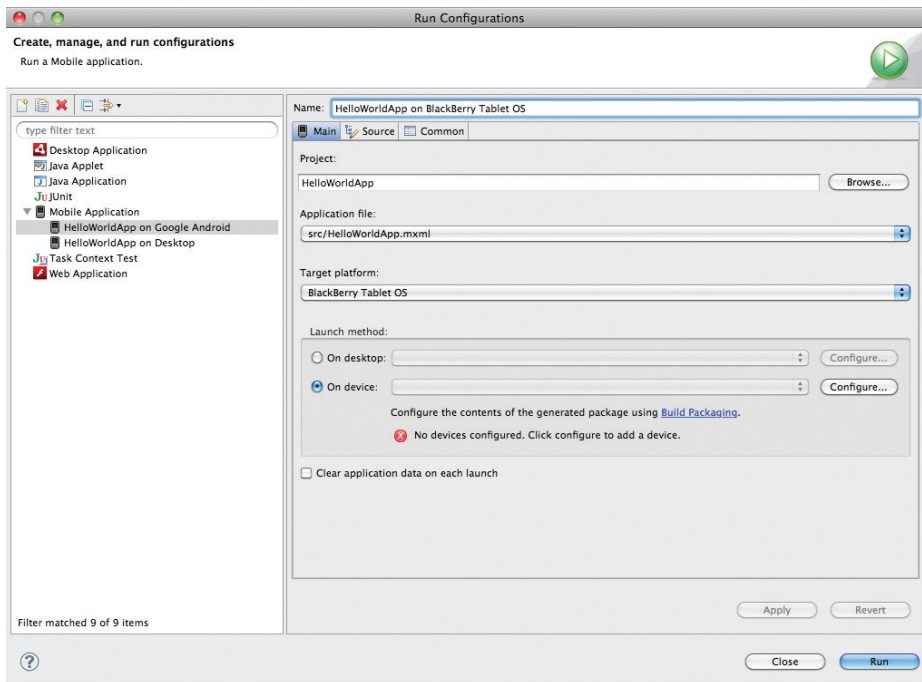 Run Configurations
Create, manage, and run configurations
Run a Mobile application.
type filter text
Desktop Application
Java Applet
Java Application
JUnit
Mobile Application
HelloWorldApp on Google Android
HelloWorldApp on Desktop
Task Context Test
Web Application
Filter matched 9 of 9 items
Name: HelloWorldApp on BlackBerry Tablet OS
Main Source Common
Project:
HelloWorldApp Browse...
Application file:
src/HelloWorldApp.mxml
Target platform:
BlackBerry Tablet OS
Launch method:
On desktop: Configure...
On device: Configure...
Configure the contents of the generated package using Build Packaging.
No devices configured. Click configure to add a device.
Clear application data on each launch
Apply Revert
? Close Run